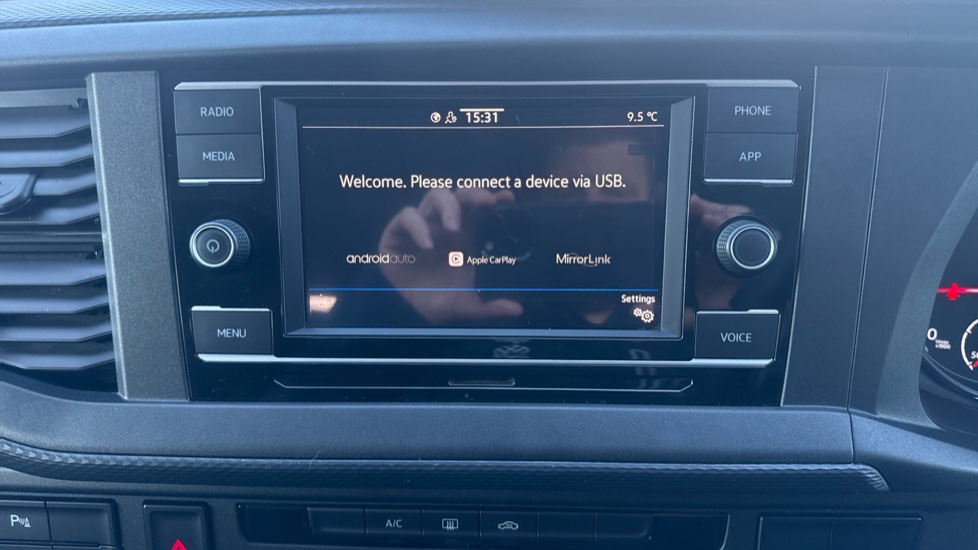 RADIO
MEDIA
15:31
9.5 °C
PHONE
APP
Welcome. Please connect a device via USB.
androidauto
Apple CarPlay
MirrorLink
Settings
MENU
VOICE
0
P
A/C